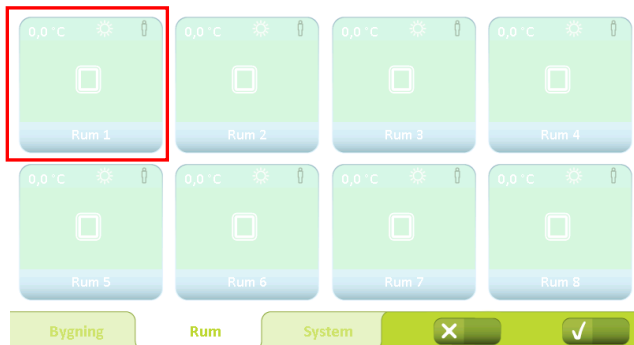 0,0 °C
0,0 °C
0,0 °C
0,0 °C
Rum 1
Rum 2
Rum 3
Rum 4
0,0 °C
0,0 °C
0,0 °C
0,0 °C
Rum 5
Rum 6
Rum 7
Rum 8
Bygning
Rum
System